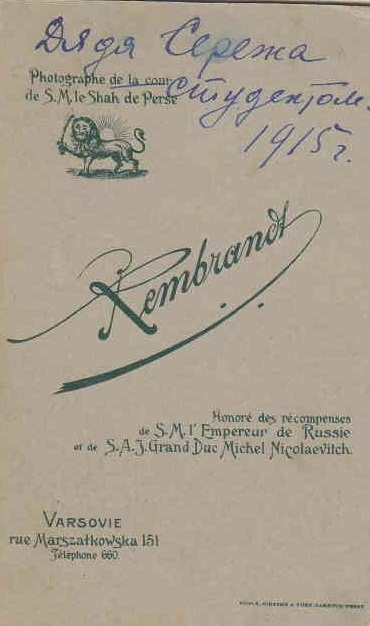 Дядя Сережа
Photographe de la cour
de S.M. le Shah de Perse
студентом.
1915 г.
Rembrandt
Honoré des récompenses
de S.M. l'Empereur de Russie
et de S.A.J. Grand Duc Michel Nicolaevitch.
VARSOVIE
rue Marszałkowska 151
Téléphone 660.